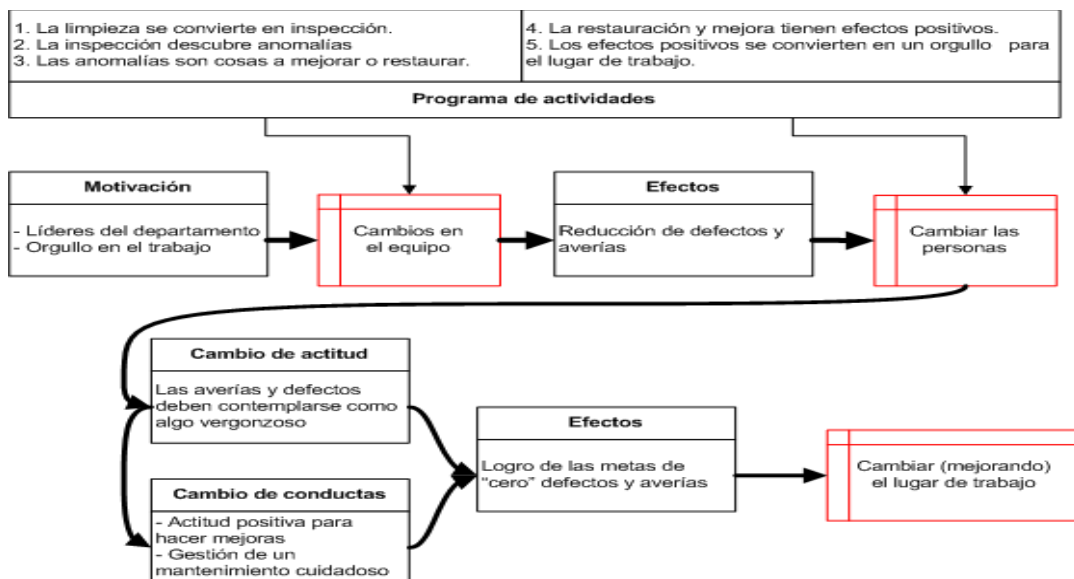 1. La limpieza se convierte en inspección.
2. La inspección descubre anomalías
3. Las anomalías son cosas a mejorar o restaurar.
4. La restauración y mejora tienen efectos positivos.
5. Los efectos positivos se convierten en un orgullo para
el lugar de trabajo.
Programa de actividades
Motivación
- Líderes del departamento
- Orgullo en el trabajo
Cambios en
el equipo
Efectos
Reducción de defectos y
averías
Cambiar las
personas
Cambio de actitud
Las averías y defectos
deben contemplarse como
algo vergonzoso
Cambio de conductas
- Actitud positiva para
hacer mejoras
- Gestión de un
mantenimiento cuidadoso
Efectos
Logro de las metas de
“cero” defectos y averías
Cambiar (mejorando)
el lugar de trabajo